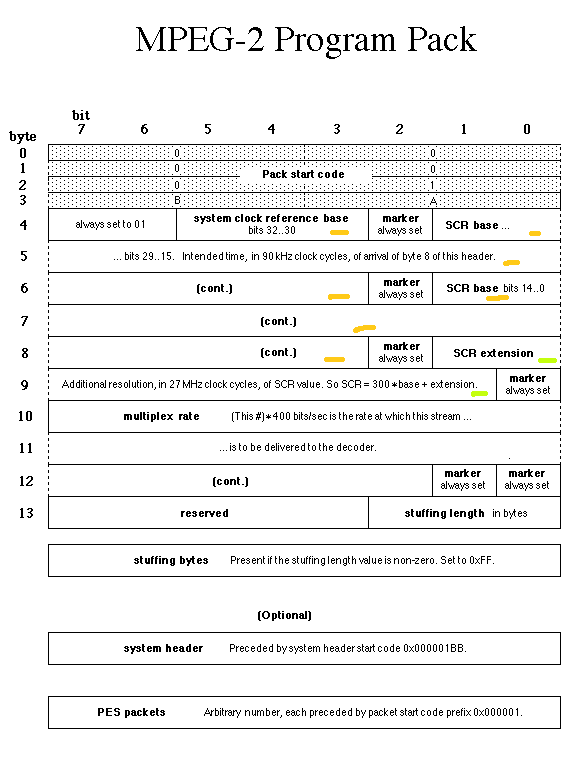 MPEG-2 Program Pack
bit
byte 7 6 5 4 3 2 1 0
0 0 0
1 0 Pack start code 0
2 0 1
3 B A
4 always set to 01 system clock reference base bits 32..30 marker always set SCR base ...
5 ... bits 29..15. Intended time, in 90 kHz clock cycles, of arrival of byte 8 of this header.
6 (cont.) marker always set SCR base bits 14..0
7 (cont.)
8 (cont.) marker always set SCR extension
9 Additional resolution, in 27 MHz clock cycles, of SCR value. So SCR = 300*base + extension. marker always set
10 multiplex rate (This #)*400 bits/sec is the rate at which this stream ...
11 ... is to be delivered to the decoder.
12 (cont.) marker always set marker always set
13 reserved stuffing length in bytes
stuffing bytes Present if the stuffing length value is non-zero. Set to 0xFF.
(Optional)
system header Preceded by system header start code 0x000001BB.
PES packets Arbitrary number, each preceded by packet start code prefix 0x000001.